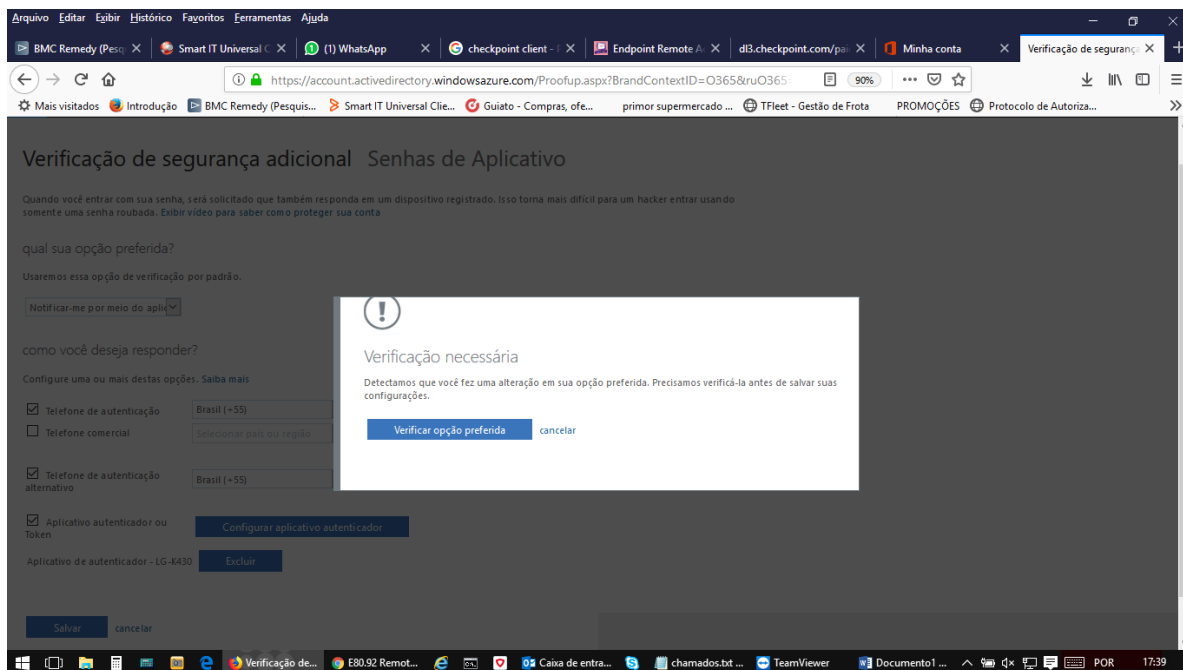 Arquivo Editar Exibir Histórico Favoritos Ferramentas Ajuda
BMC Remedy (Pesq Smart IT Universal C (1) WhatsApp checkpoint client - Endpoint Remote Ac dl3.checkpoint.com/pai Minha conta Verificação de segurança
https://account.activedirectory.windowsazure.com/Proofup.aspx?BrandContextID=O365&ruO365 90%
Mais visitados Introdução BMC Remedy (Pesquis... Smart IT Universal Clie... Guiato - Compras, ofe... primor supermercado ... TFleet - Gestão de Frota PROMOÇÕES Protocolo de Autoriza...
Verificação de segurança adicional Senhas de Aplicativo
Quando você entrar com sua senha, será solicitado que também responda em um dispositivo registrado. Isso torna mais difícil para um hacker entrar usando
somente uma senha roubada. Exibir vídeo para saber como proteger sua conta
qual sua opção preferida?
Usaremos essa opção de verificação por padrão.
Notificar-me por meio do aplic
como você deseja responder?
Configure uma ou mais destas opções. Saiba mais
Telefone de autenticação Brasil (+55)
Telefone comercial Selecionar país ou região
Telefone de autenticação
alternativo Brasil (+55)
Aplicativo autenticador ou
Token Configurar aplicativo autenticador
Aplicativo de autenticador - LG-K430 Excluir
Salvar cancelar
Verificação necessária
Detectamos que você fez uma alteração em sua opção preferida. Precisamos verificá-la antes de salvar suas
configurações.
Verificar opção preferida cancelar
Verificação de... E80.92 Remot... Caixa de entra... chamados.txt ... TeamViewer Documento1 ... POR 17:39